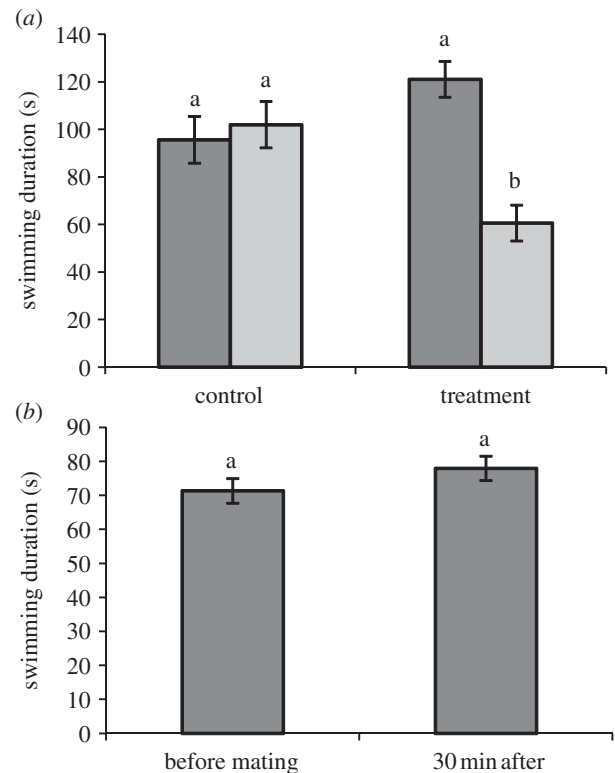 (a)
swimming duration (s)
140
120
100
80
60
40
20
0
a
a
a
b
control
treatment
(b)
swimming duration (s)
90
80
70
60
50
40
30
20
10
0
a
a
before mating
30 min after